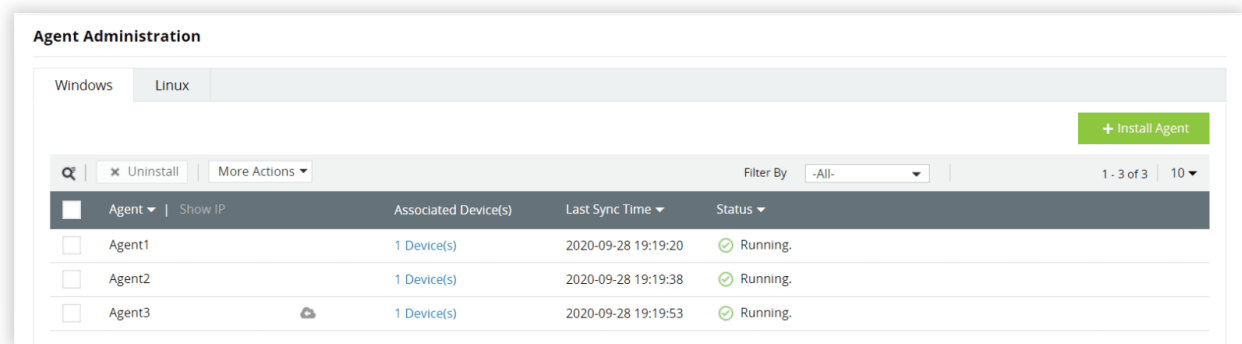 Agent Administration
Windows Linux
+ Install Agent
× Uninstall More Actions Filter By -All- 1 - 3 of 3 10
Agent | Show IP Associated Device(s) Last Sync Time Status
Agent1 1 Device(s) 2020-09-28 19:19:20 Running.
Agent2 1 Device(s) 2020-09-28 19:19:38 Running.
Agent3 1 Device(s) 2020-09-28 19:19:53 Running.